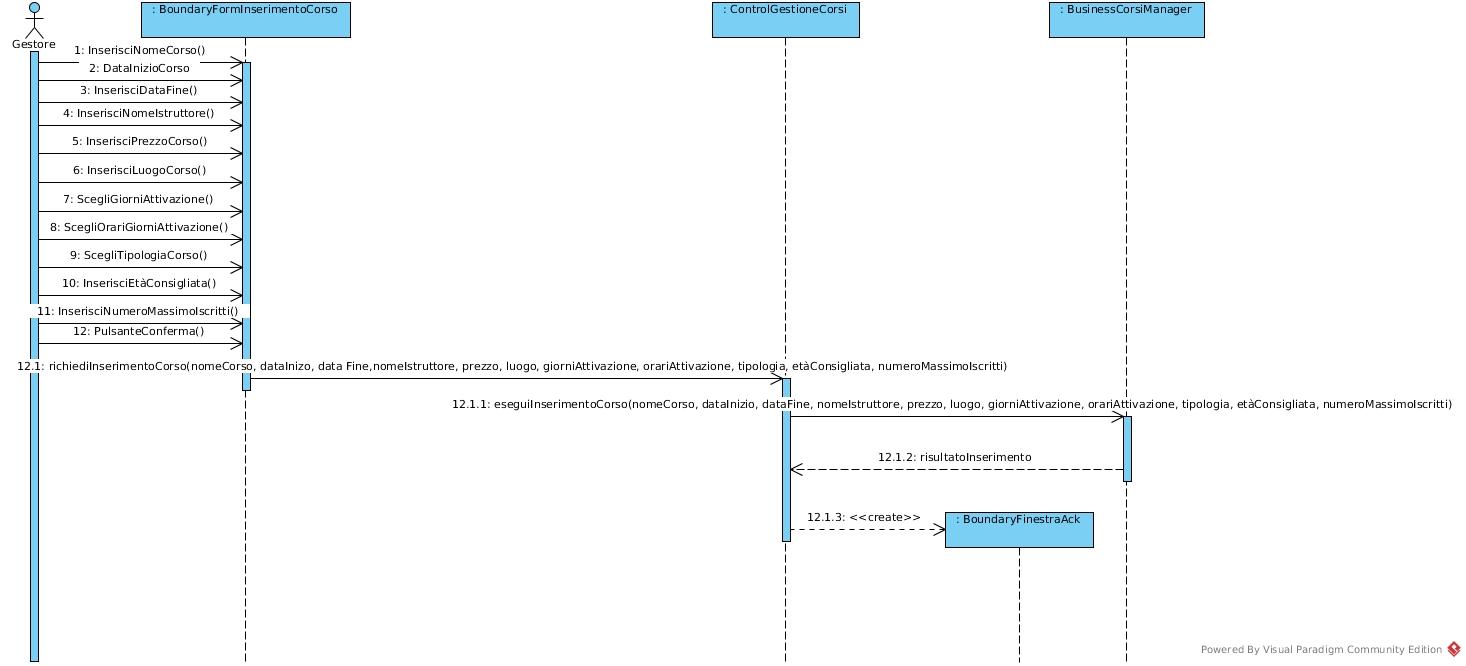 : BoundaryFormInserimentoCorso
: ControlGestioneCorsi
: BusinessCorsiManager
Gestore
1: InserisciNomeCorso()
2: DataInizioCorso
3: InserisciDataFine()
4: InserisciNomeIstruttore()
5: InserisciPrezzoCorso()
6: InserisciLuogoCorso()
7: ScegliGiorniAttivazione()
8: ScegliOrariGiorniAttivazione()
9: ScegliTipologiaCorso()
10: InserisciEtàConsigliata()
11: InserisciNumeroMassimoIscritti()
12: PulsanteConferma()
12.1: richiediInserimentoCorso(nomeCorso, dataInizo, data Fine,nomeIstruttore, prezzo, luogo, giorniAttivazione, orariAttivazione, tipologia, etàConsigliata, numeroMassimoIscritti)
12.1.1: eseguiInserimentoCorso(nomeCorso, dataInizio, dataFine, nomeIstruttore, prezzo, luogo, giorniAttivazione, orariAttivazione, tipologia, etàConsigliata, numeroMassimoIscritti)
12.1.2: risultatoInserimento
12.1.3: <<create>>
: BoundaryFinestraAck
Powered By Visual Paradigm Community Edition